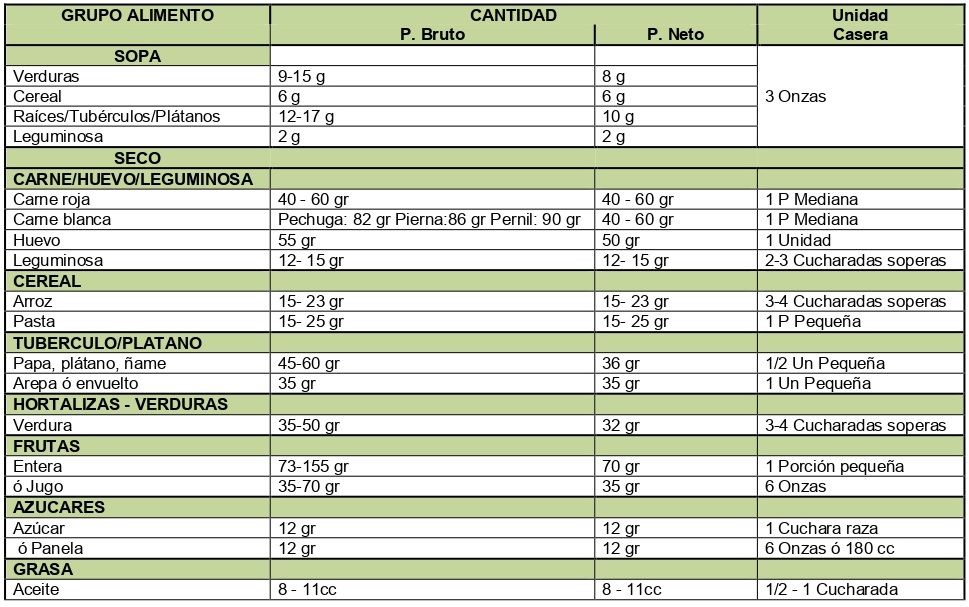 GRUPO ALIMENTO CANTIDAD Unidad
P. Bruto P. Neto Casera
SOPA
Verduras 9-15 g 8 g
Cereal 6 g 6 g 3 Onzas
Raíces/Tubérculos/Plátanos 12-17 g 10 g
Leguminosa 2 g 2 g
SECO
CARNE/HUEVO/LEGUMINOSA
Carne roja 40 - 60 gr 40 - 60 gr 1 P Mediana
Carne blanca Pechuga: 82 gr Pierna:86 gr Pernil: 90 gr 40 - 60 gr 1 P Mediana
Huevo 55 gr 50 gr 1 Unidad
Leguminosa 12- 15 gr 12- 15 gr 2-3 Cucharadas soperas
CEREAL
Arroz 15- 23 gr 15- 23 gr 3-4 Cucharadas soperas
Pasta 15- 25 gr 15- 25 gr 1 P Pequeña
TUBERCULO/PLATANO
Papa, plátano, ñame 45-60 gr 36 gr 1/2 Un Pequeña
Arepa ó envuelto 35 gr 35 gr 1 Un Pequeña
HORTALIZAS - VERDURAS
Verdura 35-50 gr 32 gr 3-4 Cucharadas soperas
FRUTAS
Entera 73-155 gr 70 gr 1 Porción pequeña
ó Jugo 35-70 gr 35 gr 6 Onzas
AZUCARES
Azúcar 12 gr 12 gr 1 Cuchara raza
ó Panela 12 gr 12 gr 6 Onzas ó 180 cc
GRASA
Aceite 8 - 11cc 8 - 11cc 1/2 - 1 Cucharada